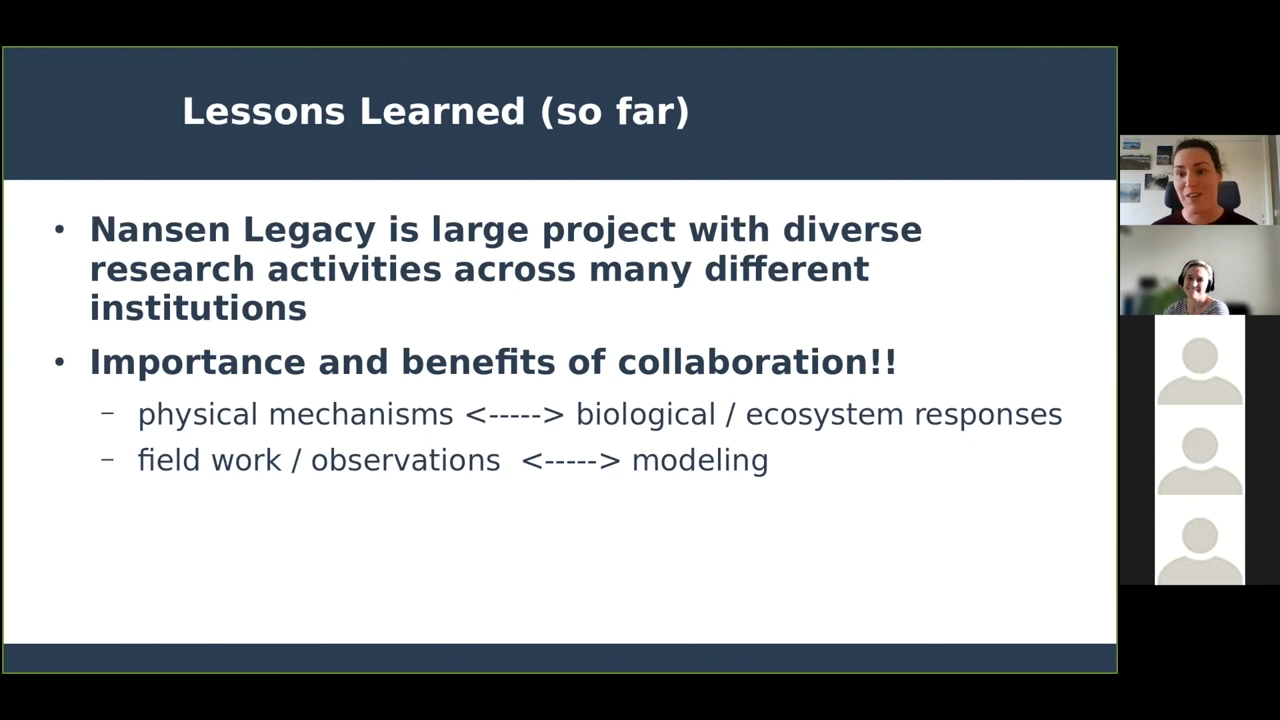 Lessons Learned (so far)
• Nansen Legacy is large project with diverse
research activities across many different
institutions
• Importance and benefits of collaboration!!
– physical mechanisms <-----> biological / ecosystem responses
– field work / observations <-----> modeling